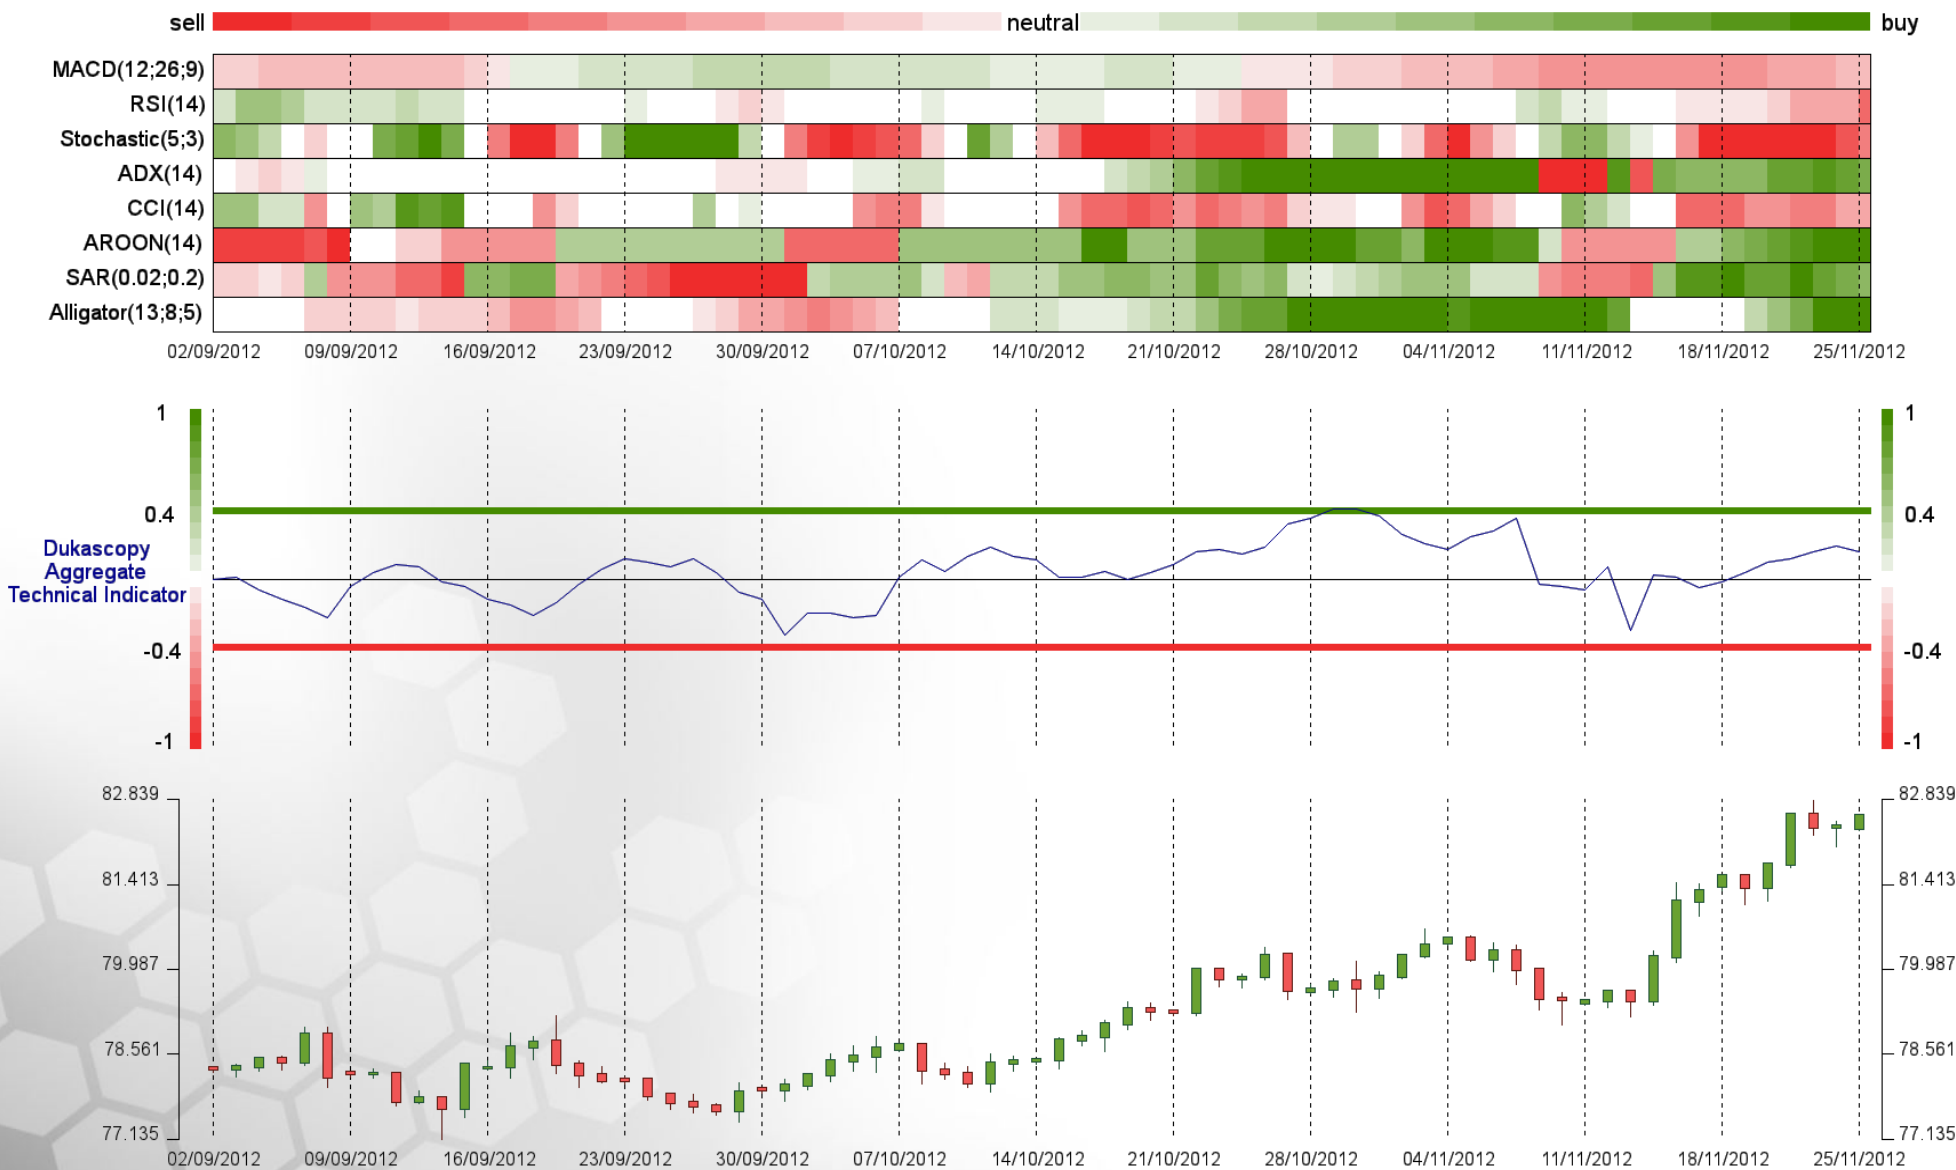 sell neutral buy
MACD(12;26;9)
RSI(14)
Stochastic(5;3)
ADX(14)
CCI(14)
AROON(14)
SAR(0.02;0.2)
Alligator(13;8;5)
02/09/2012 09/09/2012 16/09/2012 23/09/2012 30/09/2012 07/10/2012 14/10/2012 21/10/2012 28/10/2012 04/11/2012 11/11/2012 18/11/2012 25/11/2012
1 1
0.4 0.4
Dukascopy
Aggregate
Technical Indicator
-0.4 -0.4
-1 -1
82.839 82.839
81.413 81.413
79.987 79.987
78.561 78.561
77.135 77.135
02/09/2012 09/09/2012 16/09/2012 23/09/2012 30/09/2012 07/10/2012 14/10/2012 21/10/2012 28/10/2012 04/11/2012 11/11/2012 18/11/2012 25/11/2012